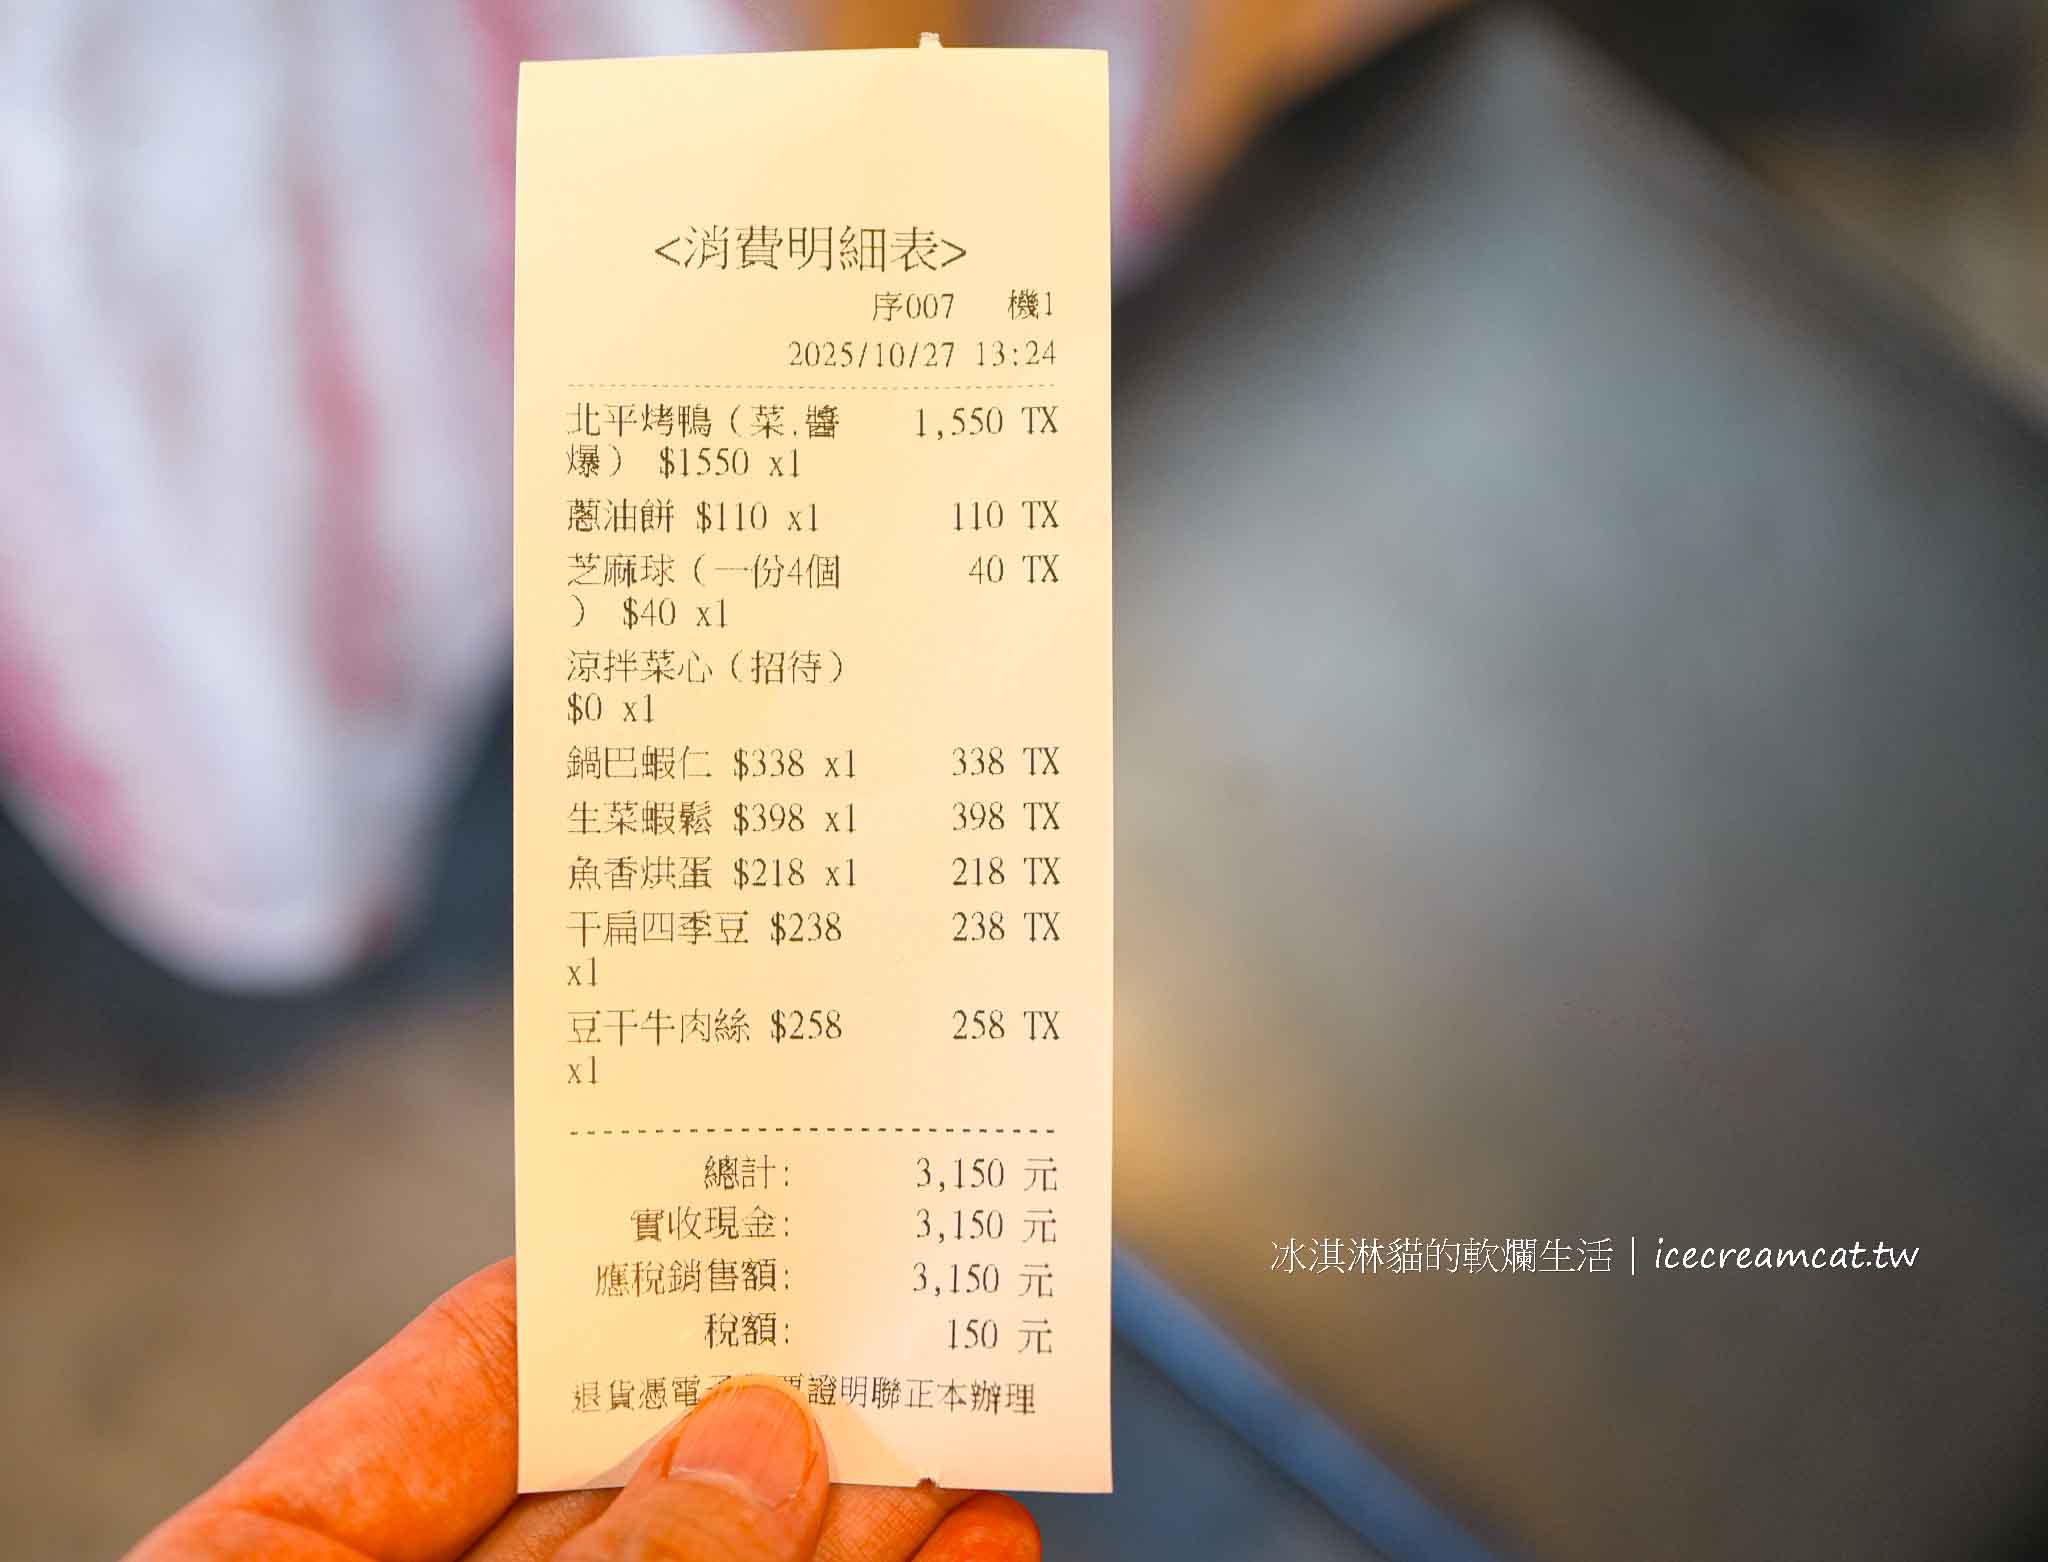 <消費明細表>
序007 機1
2025/10/27 13:24
北平烤鴨(菜.醬 1,550 TX
爆) $1550 x1
蔥油餅 $110 x1 110 TX
芝麻球(一份4個 40 TX
) $40 x1
涼拌菜心(招待)
$0 x1
鍋巴蝦仁 $338 x1 338 TX
生菜蝦鬆 $398 x1 398 TX
魚香烘蛋 $218 x1 218 TX
干扁四季豆 $238 238 TX
x1
豆干牛肉絲 $258 258 TX
x1
總計: 3,150 元
實收現金: 3,150 元
應稅銷售額: 3,150 元
稅額: 150 元
退貨憑電子 證明聯正本辦理
冰淇淋貓的軟爛生活|icecreamcat.tw